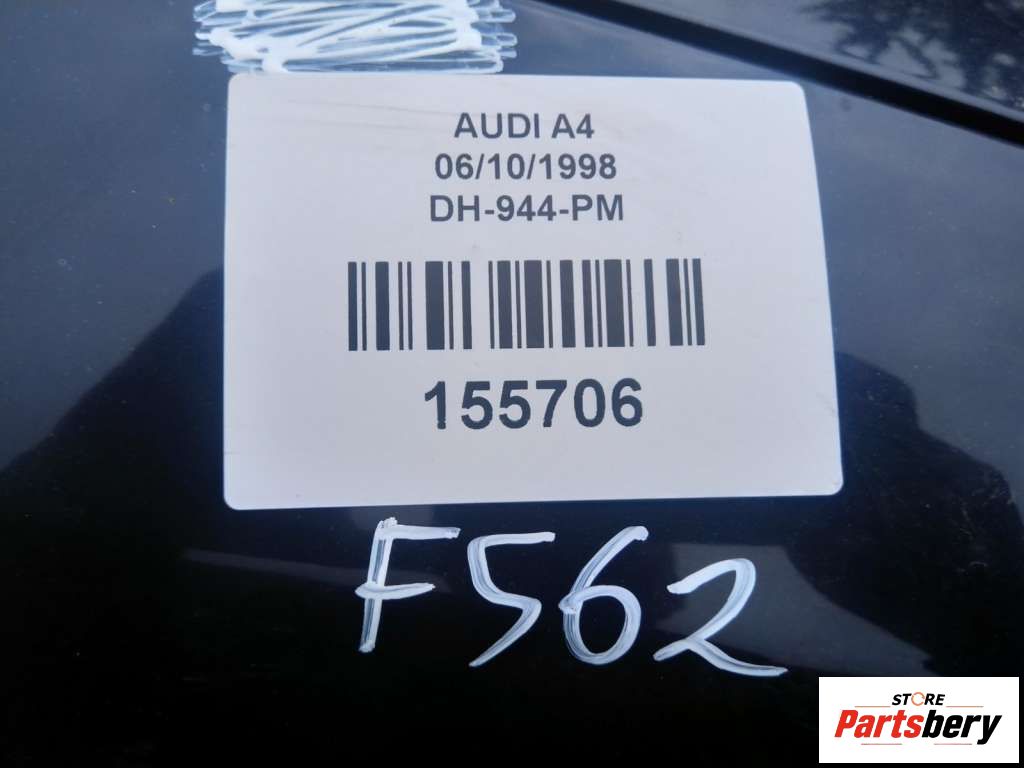 AUDI A4
06/10/1998
DH-944-PM
155706
F562
STORE
Partsbery